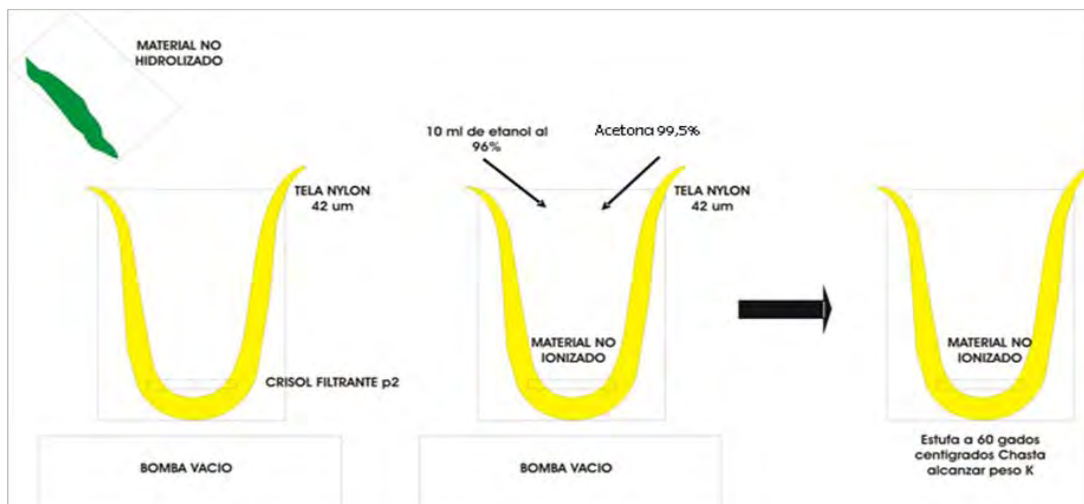 MATERIAL NO
HIDROLIZADO
TELA NYLON
42 um
CRISOL FILTRANTE p2
BOMBA VACIO
10 ml de etanol al
96%
Acetona 99,5%
TELA NYLON
42 um
MATERIAL NO
IONIZADO
BOMBA VACIO
MATERIAL NO
IONIZADO
Estufa a 60 gados
centigrados Chasta
alcanzar peso K